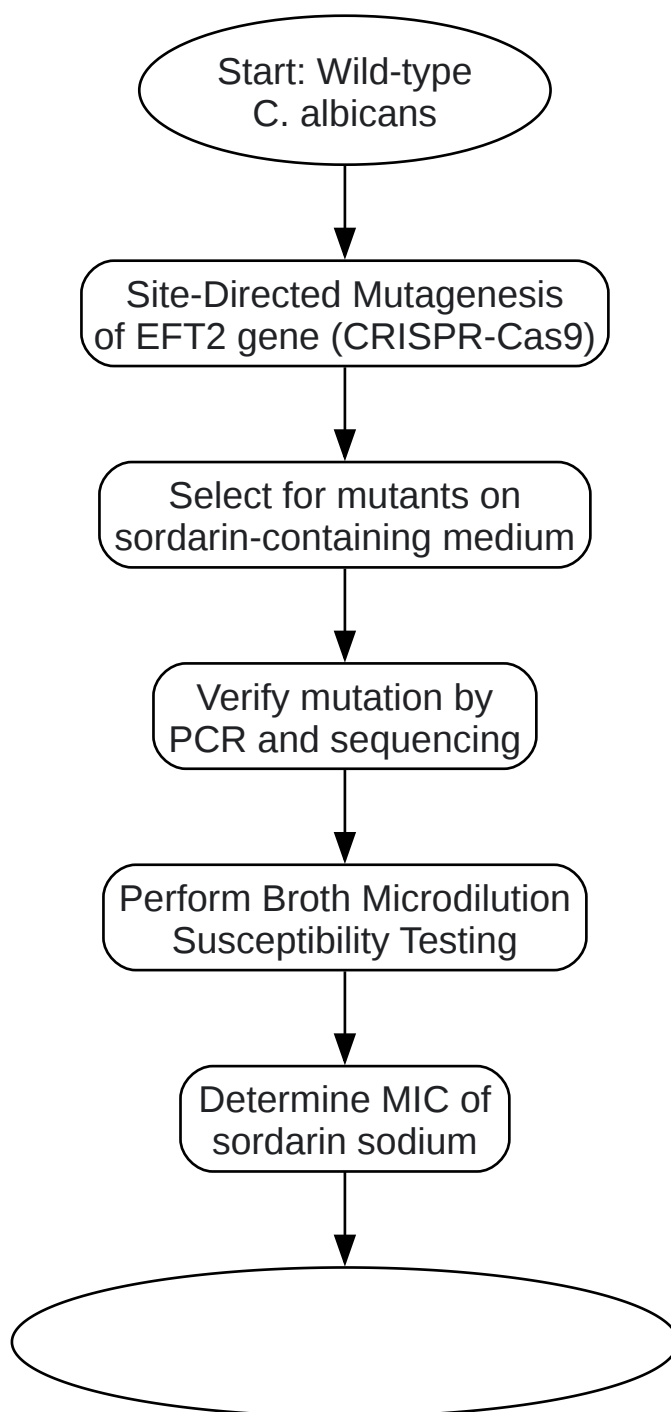 Start: Wild-type
C. albicans
Site-Directed Mutagenesis
of EFT2 gene (CRISPR-Cas9)
Select for mutants on
sordarin-containing medium
Verify mutation by
PCR and sequencing
Perform Broth Microdilution
Susceptibility Testing
Determine MIC of
sordarin sodium